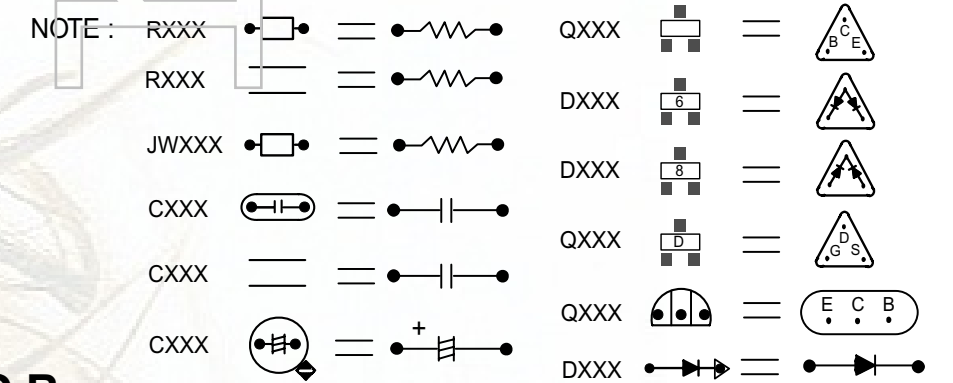 NOTE : RXXX
RXXX
JWXXX
CXXX
CXXX
CXXX +
QXXX B C E
DXXX 6
DXXX 8
QXXX D G D S
QXXX E C B
DXXX